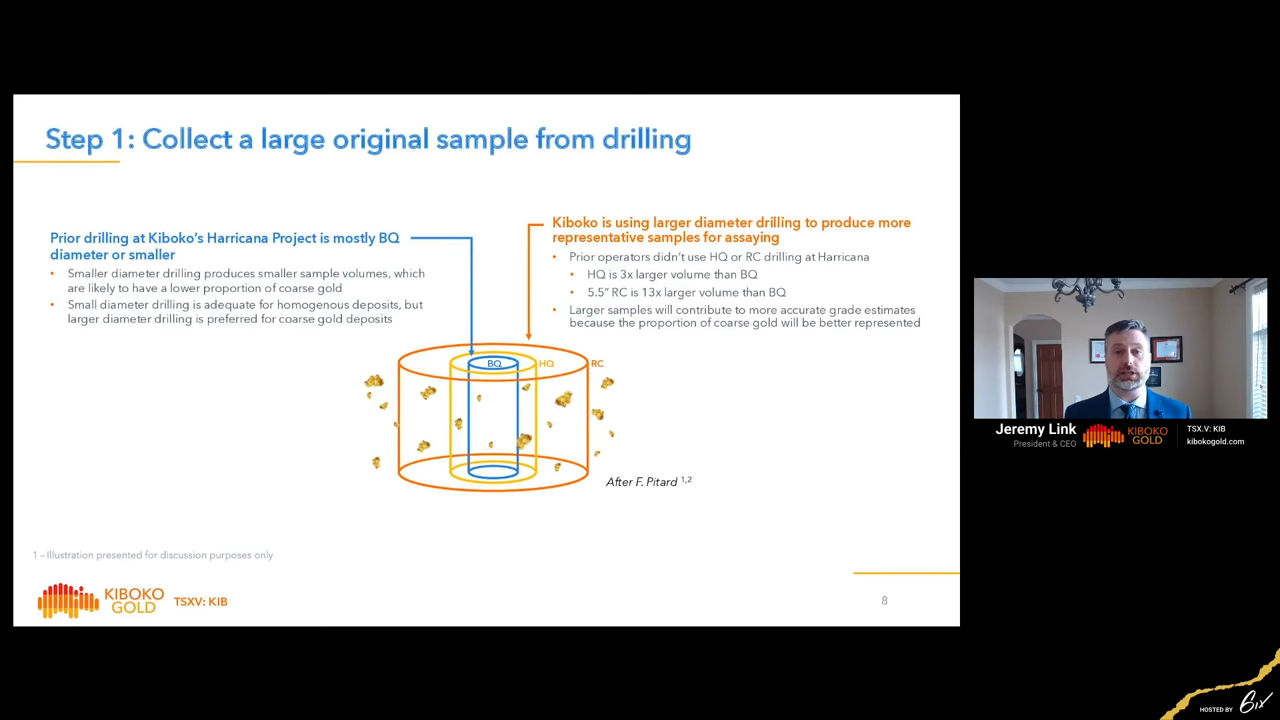 Step 1: Collect a large original sample from drilling
Prior drilling at Kiboko’s Harricana Project is mostly BQ
diameter or smaller
• Smaller diameter drilling produces smaller sample volumes, which
are likely to have a lower proportion of coarse gold
• Small diameter drilling is adequate for homogenous deposits, but
larger diameter drilling is preferred for coarse gold deposits
Kiboko is using larger diameter drilling to produce more
representative samples for assaying
• Prior operators didn’t use HQ or RC drilling at Harricana
• HQ is 3x larger volume than BQ
• 5.5” RC is 13x larger volume than BQ
• Larger samples will contribute to more accurate grade estimates
because the proportion of coarse gold will be better represented
BQ HQ RC
After F. Pitard 1,2
1 - Illustration presented for discussion purposes only
KIBOKO
GOLD
TSXV: KIB
8
Jeremy Link
President & CEO
KIBOKO
GOLD
TSX.V: KIB
kibokogold.com
HOSTED BY 6ix